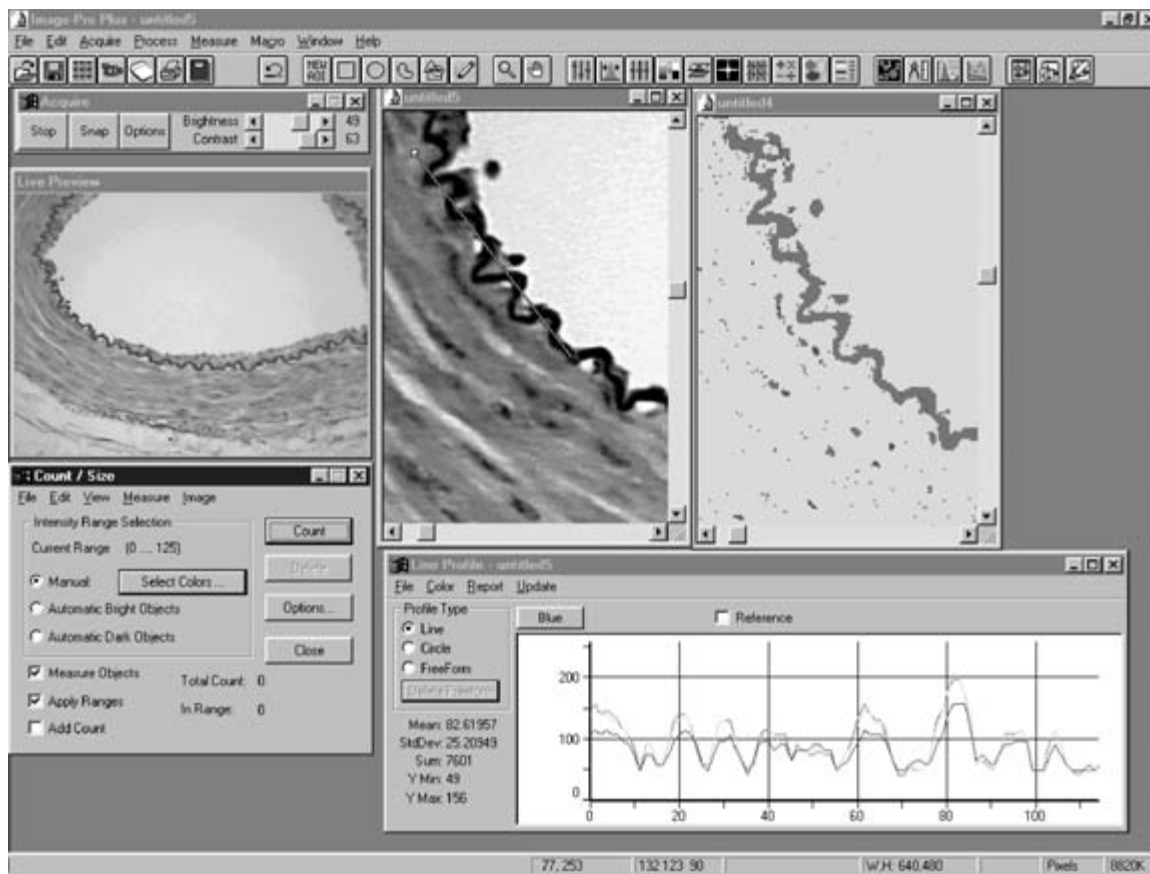 Image-Pro Plus - untitled5
File Edit Acquire Process Measure Macro Window Help
NEW
AOI
Acquire
Stop Snap Options
Brightness 49
Contrast 63
Live Preview
untitled5
untitled4
Count / Size
File Edit View Measure Image
Intensity Range Selection
Current Range (0 .... 125)
Manual: Select Colors ...
Automatic Bright Objects
Automatic Dark Objects
Count
Delete
Options...
Close
Measure Objects
Apply Ranges
Add Count
Total Count: 0
In Range: 0
Line Profile - untitled5
File Color Report Update
Profile Type
Line
Circle
FreeForm
Delete Freeform
Mean: 82.61957
StdDev: 25.20949
Sum: 7601
Y Min: 49
Y Max: 156
Blue
Reference
200
100
0
0 20 40 60 80 100
77, 253 132 123 90 W,H: 640,480 Pixels 8820K